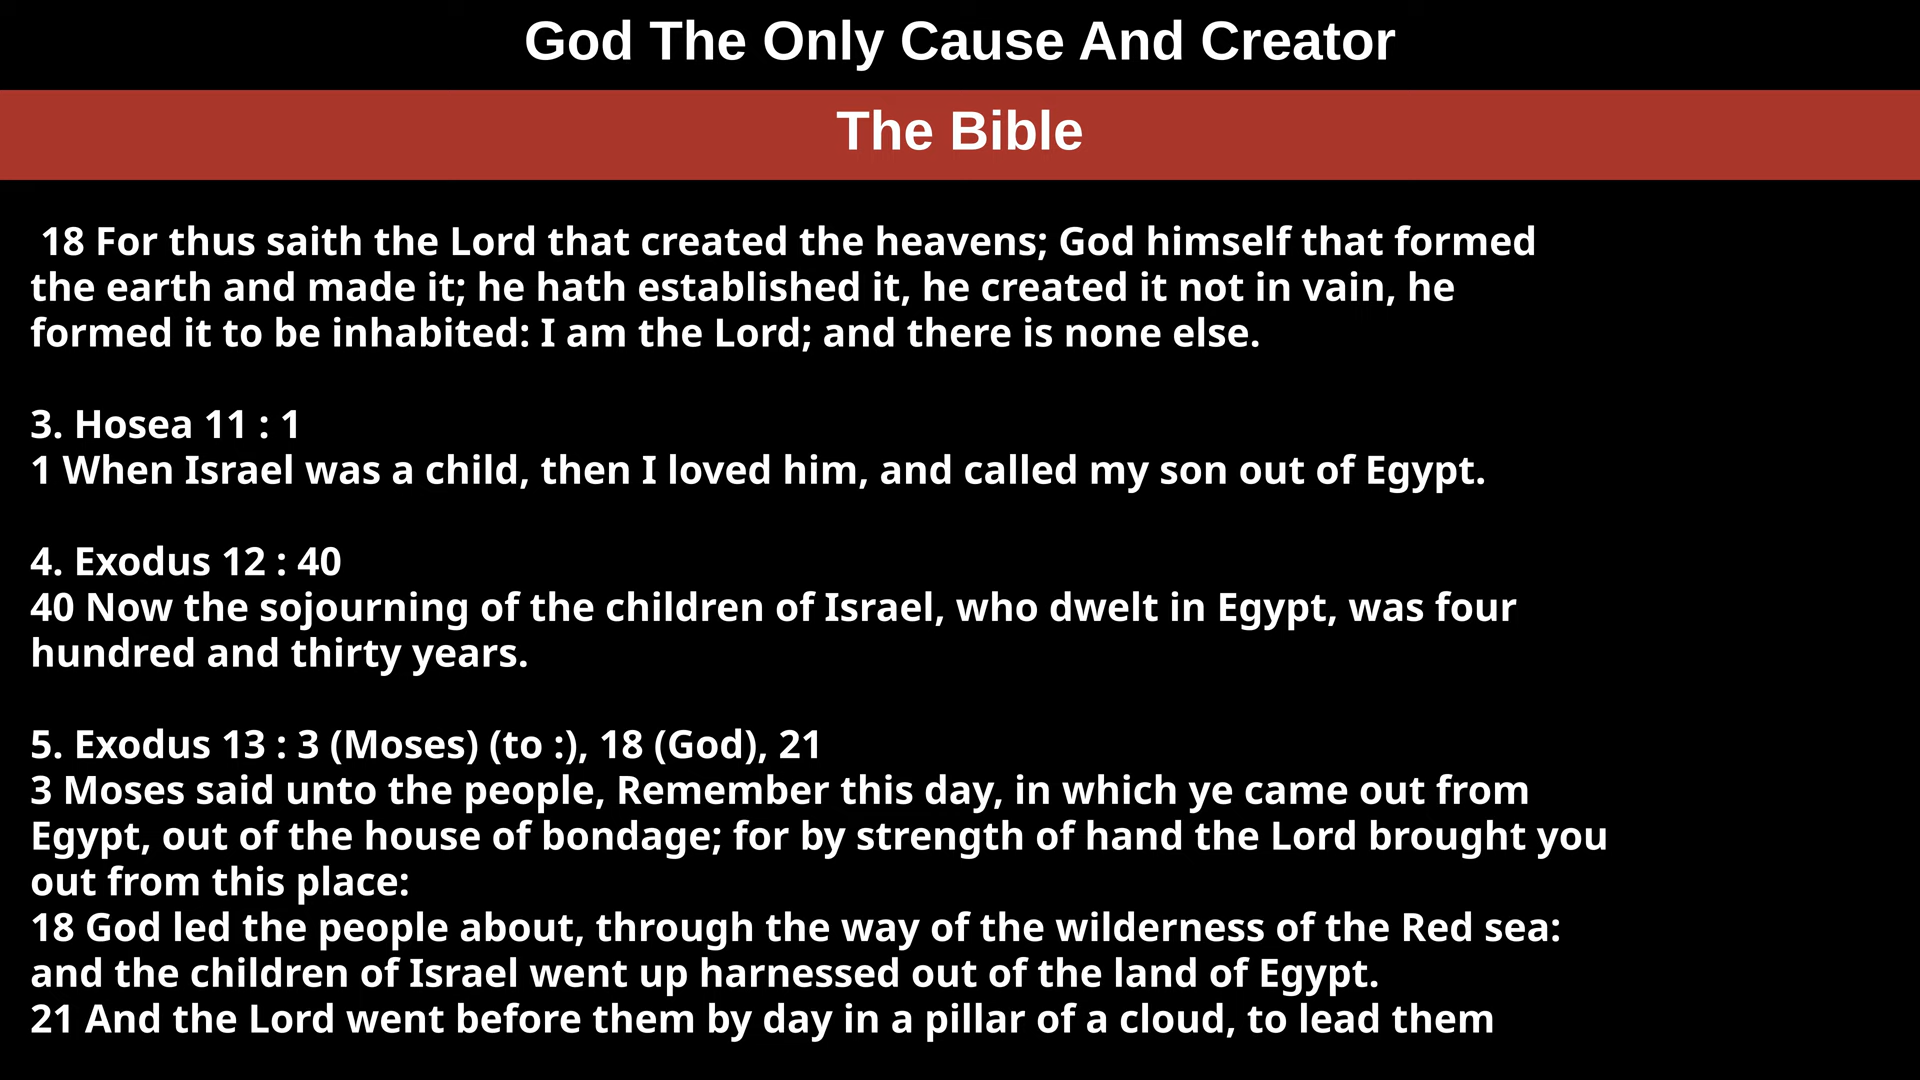 God The Only Cause And Creator
The Bible
18 For thus saith the Lord that created the heavens; God himself that formed
the earth and made it; he hath established it, he created it not in vain, he
formed it to be inhabited: I am the Lord; and there is none else.
3. Hosea 11 : 1
1 When Israel was a child, then I loved him, and called my son out of Egypt.
4. Exodus 12 : 40
40 Now the sojourning of the children of Israel, who dwelt in Egypt, was four
hundred and thirty years.
5. Exodus 13 : 3 (Moses) (to :), 18 (God), 21
3 Moses said unto the people, Remember this day, in which ye came out from
Egypt, out of the house of bondage; for by strength of hand the Lord brought you
out from this place:
18 God led the people about, through the way of the wilderness of the Red sea:
and the children of Israel went up harnessed out of the land of Egypt.
21 And the Lord went before them by day in a pillar of a cloud, to lead them